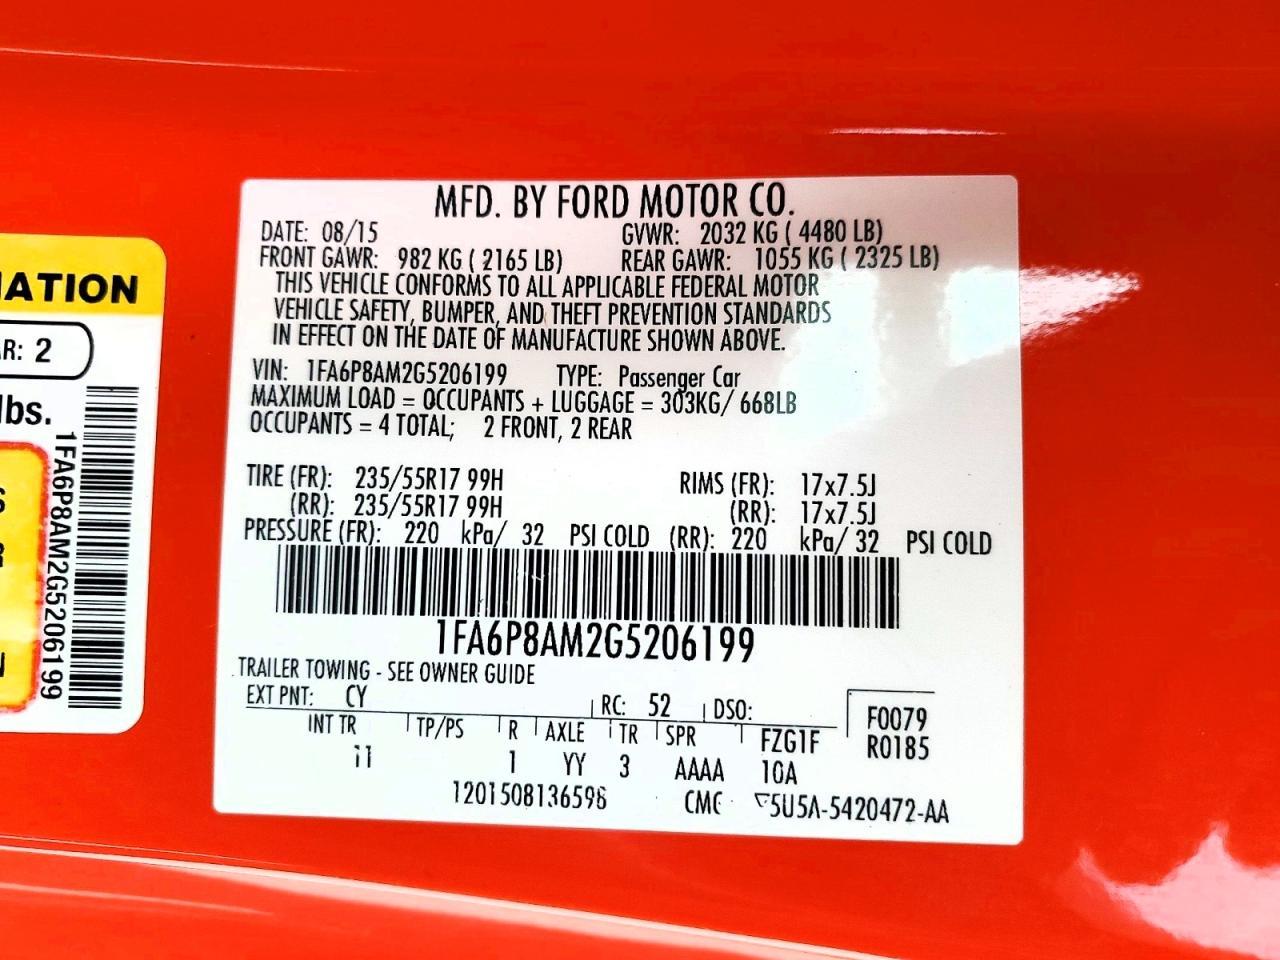 MFD. BY FORD MOTOR CO.
DATE: 08/15 GVWR: 2032 KG ( 4480 LB)
FRONT GAWR: 982 KG ( 2165 LB) REAR GAWR: 1055 KG ( 2325 LB)
THIS VEHICLE CONFORMS TO ALL APPLICABLE FEDERAL MOTOR
VEHICLE SAFETY, BUMPER, AND THEFT PREVENTION STANDARDS
IN EFFECT ON THE DATE OF MANUFACTURE SHOWN ABOVE.
VIN: 1FA6P8AM2G5206199 TYPE: Passenger Car
MAXIMUM LOAD = OCCUPANTS + LUGGAGE = 303KG/ 668LB
OCCUPANTS = 4 TOTAL; 2 FRONT, 2 REAR
TIRE (FR): 235/55R17 99H RIMS (FR): 17x7.5J
(RR): 235/55R17 99H (RR): 17x7.5J
PRESSURE (FR): 220 kPa/ 32 PSI COLD (RR): 220 kPa/ 32 PSI COLD
1FA6P8AM2G5206199
TRAILER TOWING - SEE OWNER GUIDE
EXT PNT: CY RC: 52 DSO: F0079
INT TR TP/PS R AXLE TR SPR FZG1F R0185
11 1 YY 3 AAAA 10A
1201508136598 CMC 5U5A-5420472-AA
ATION
R: 2
lbs.
1FA6P8AM2G5206199